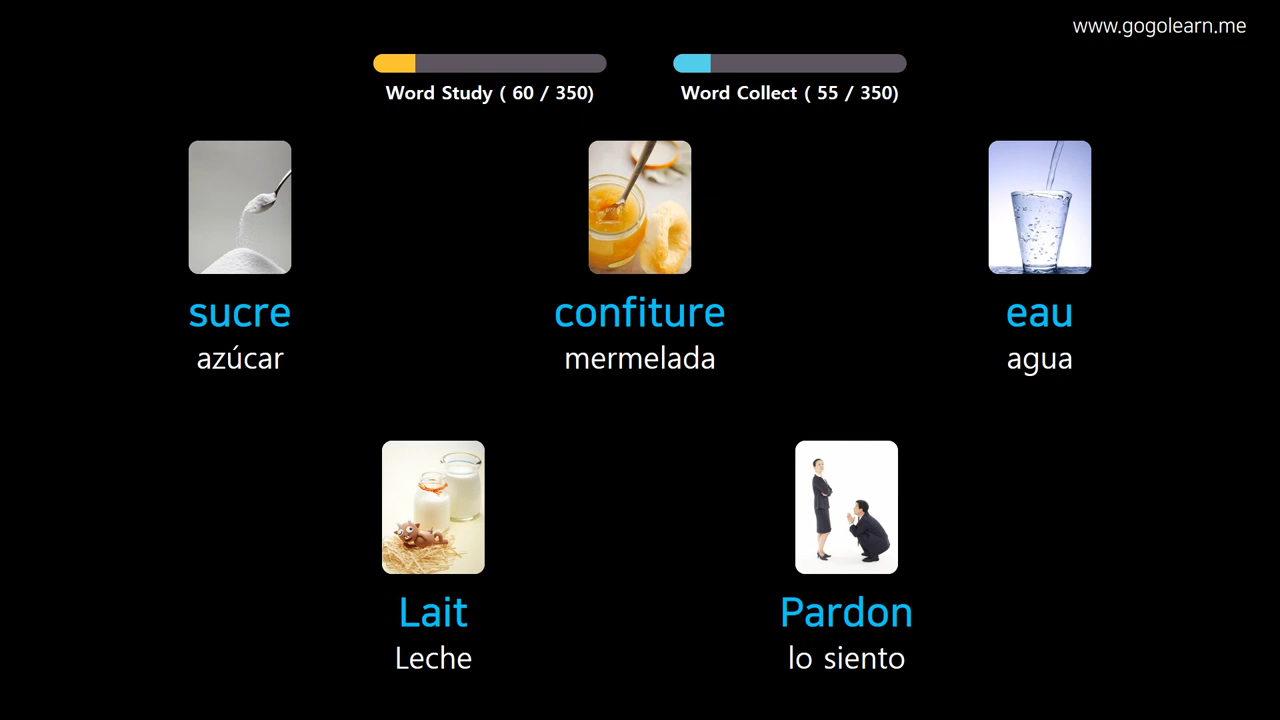 www.gogolearn.me
Word Study ( 60 / 350)
Word Collect ( 55 / 350)
sucre
azúcar
confiture
mermelada
eau
agua
Lait
Leche
Pardon
lo siento